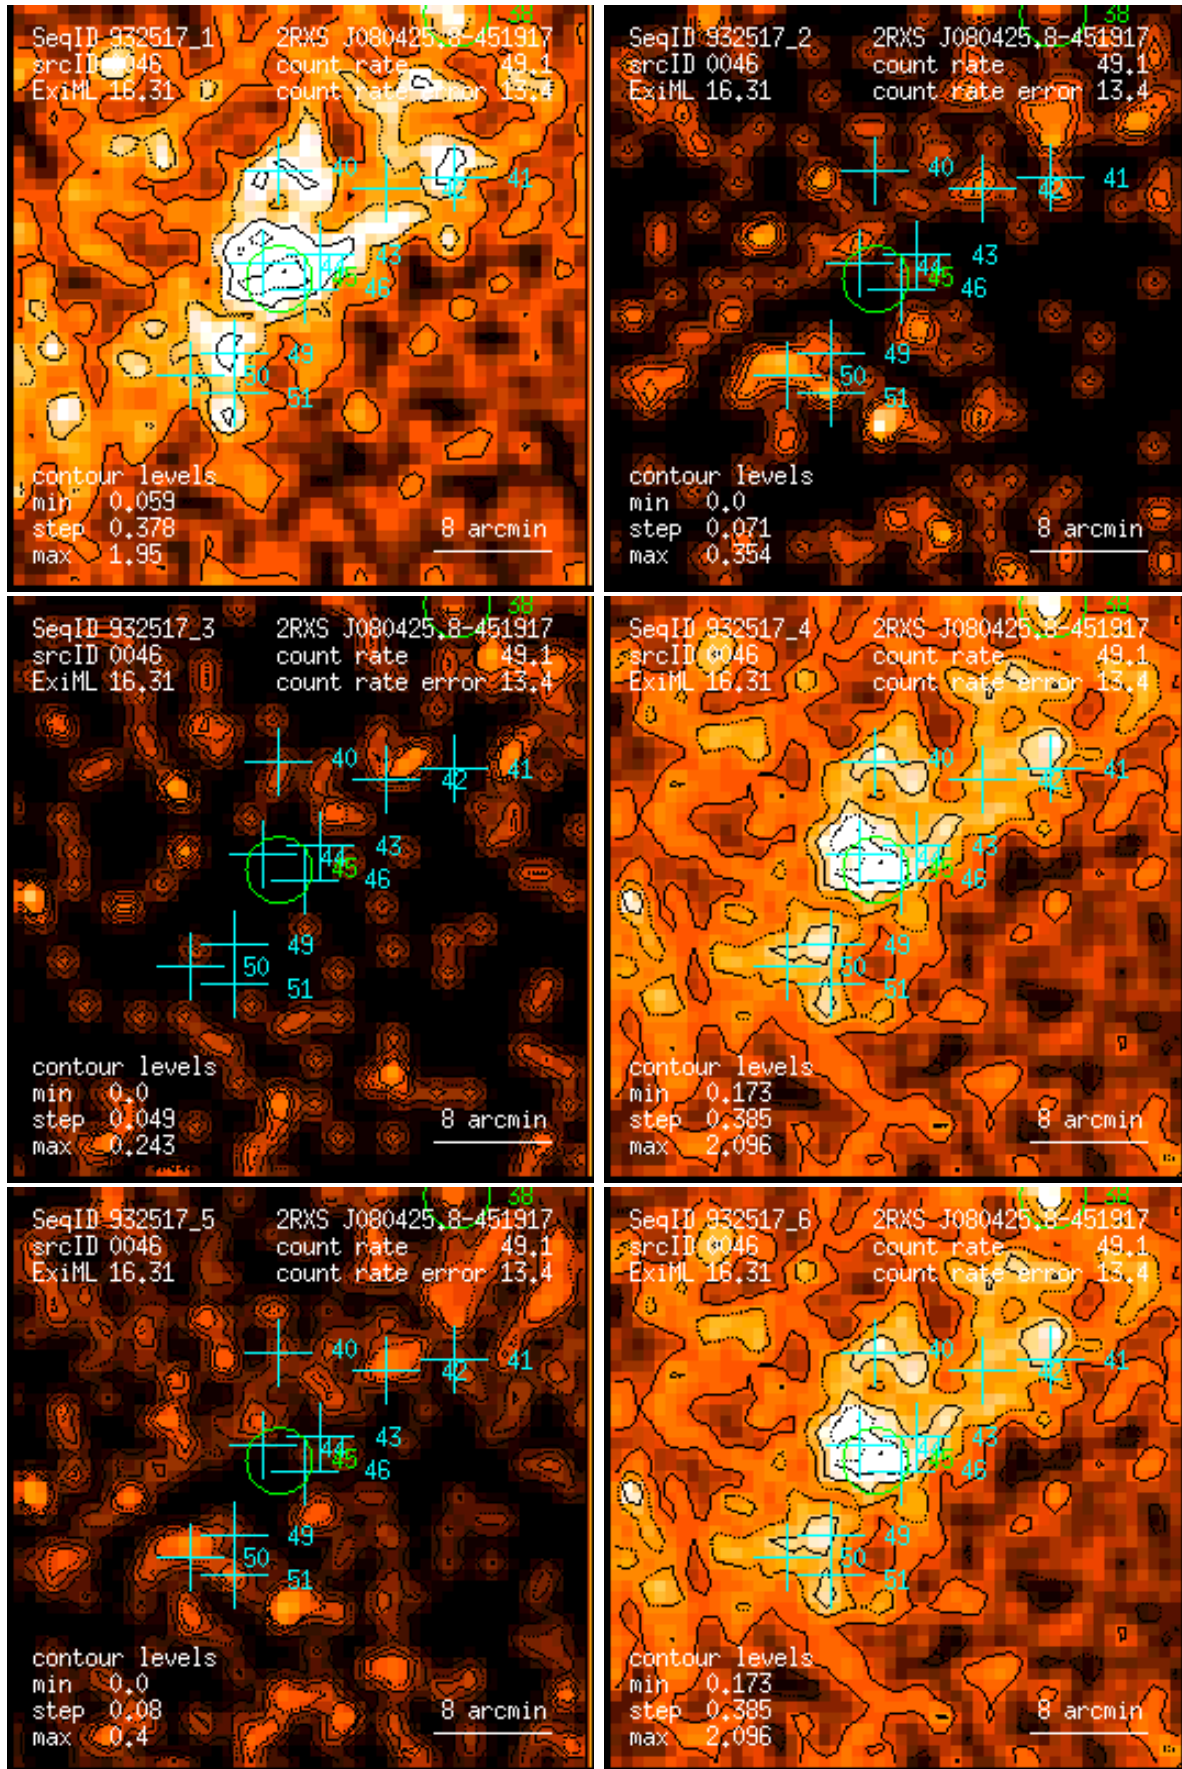 38
SeqID 932517_1 2RXS J080425.8-451917
srcID 0046 count rate 49.1
ExiML 16.31 count rate error 13.4
40
41
42
43
44
45
46
49
50
51
contour levels
min 0.059
step 0.378
max 1.95
8 arcmin
38
SeqID 932517_2 2RXS J080425.8-451917
srcID 0046 count rate 49.1
ExiML 16.31 count rate error 13.4
40
41
42
43
44
45
46
49
50
51
contour levels
min 0.0
step 0.071
max 0.354
8 arcmin
38
SeqID 932517_3 2RXS J080425.8-451917
srcID 0046 count rate 49.1
ExiML 16.31 count rate error 13.4
40
41
42
43
44
45
46
49
50
51
contour levels
min 0.0
step 0.049
max 0.243
8 arcmin
38
SeqID 932517_4 2RXS J080425.8-451917
srcID 0046 count rate 49.1
ExiML 16.31 count rate error 13.4
40
41
42
43
44
45
46
49
50
51
contour levels
min 0.173
step 0.385
max 2.096
8 arcmin
38
SeqID 932517_5 2RXS J080425.8-451917
srcID 0046 count rate 49.1
ExiML 16.31 count rate error 13.4
40
41
42
43
44
45
46
49
50
51
contour levels
min 0.0
step 0.08
max 0.4
8 arcmin
38
SeqID 932517_6 2RXS J080425.8-451917
srcID 0046 count rate 49.1
ExiML 16.31 count rate error 13.4
40
41
42
43
44
45
46
49
50
51
contour levels
min 0.173
step 0.385
max 2.096
8 arcmin